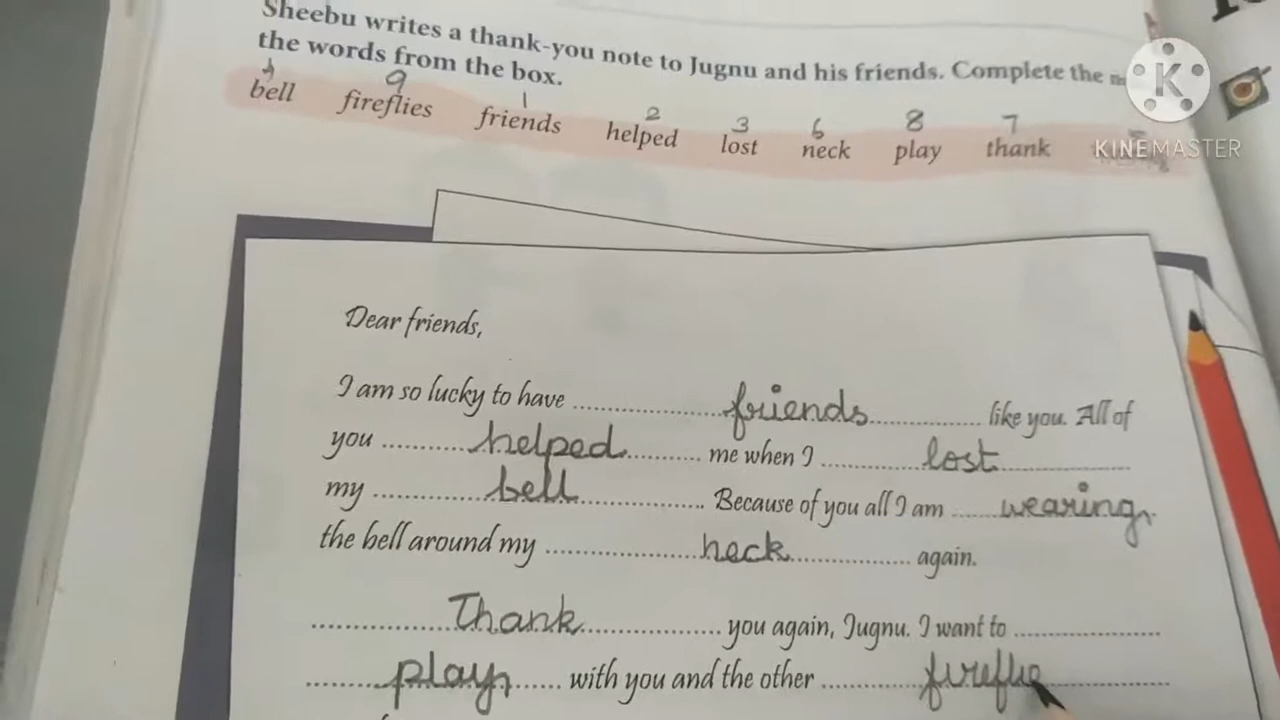 Sheebu writes a thank-you note to Jugnu and his friends. Complete the
the words from the box.
9 1 2 3 6 8 7
bell fireflies friends helped lost neck play thank
K
KINEMASTER
Dear friends,
I am so lucky to have friends like you. All of
you helped me when I lost
my bell. Because of you all I am wearing
the bell around my neck again.
Thank you again, Jugnu. I want to
play with you and the other fireflie